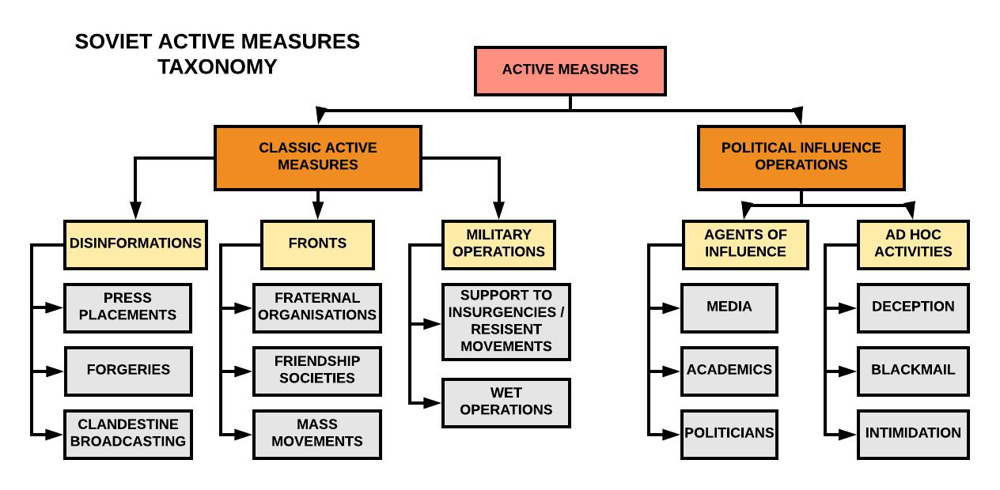 SOVIET ACTIVE MEASURES
TAXONOMY
ACTIVE MEASURES
CLASSIC ACTIVE
MEASURES
POLITICAL INFLUENCE
OPERATIONS
DISINFORMATIONS
PRESS
PLACEMENTS
FORGERIES
CLANDESTINE
BROADCASTING
FRONTS
FRATERNAL
ORGANISATIONS
FRIENDSHIP
SOCIETIES
MASS
MOVEMENTS
MILITARY
OPERATIONS
SUPPORT TO
INSURGENCIES /
RESISENT
MOVEMENTS
WET
OPERATIONS
AGENTS OF
INFLUENCE
MEDIA
ACADEMICS
POLITICIANS
AD HOC
ACTIVITIES
DECEPTION
BLACKMAIL
INTIMIDATION